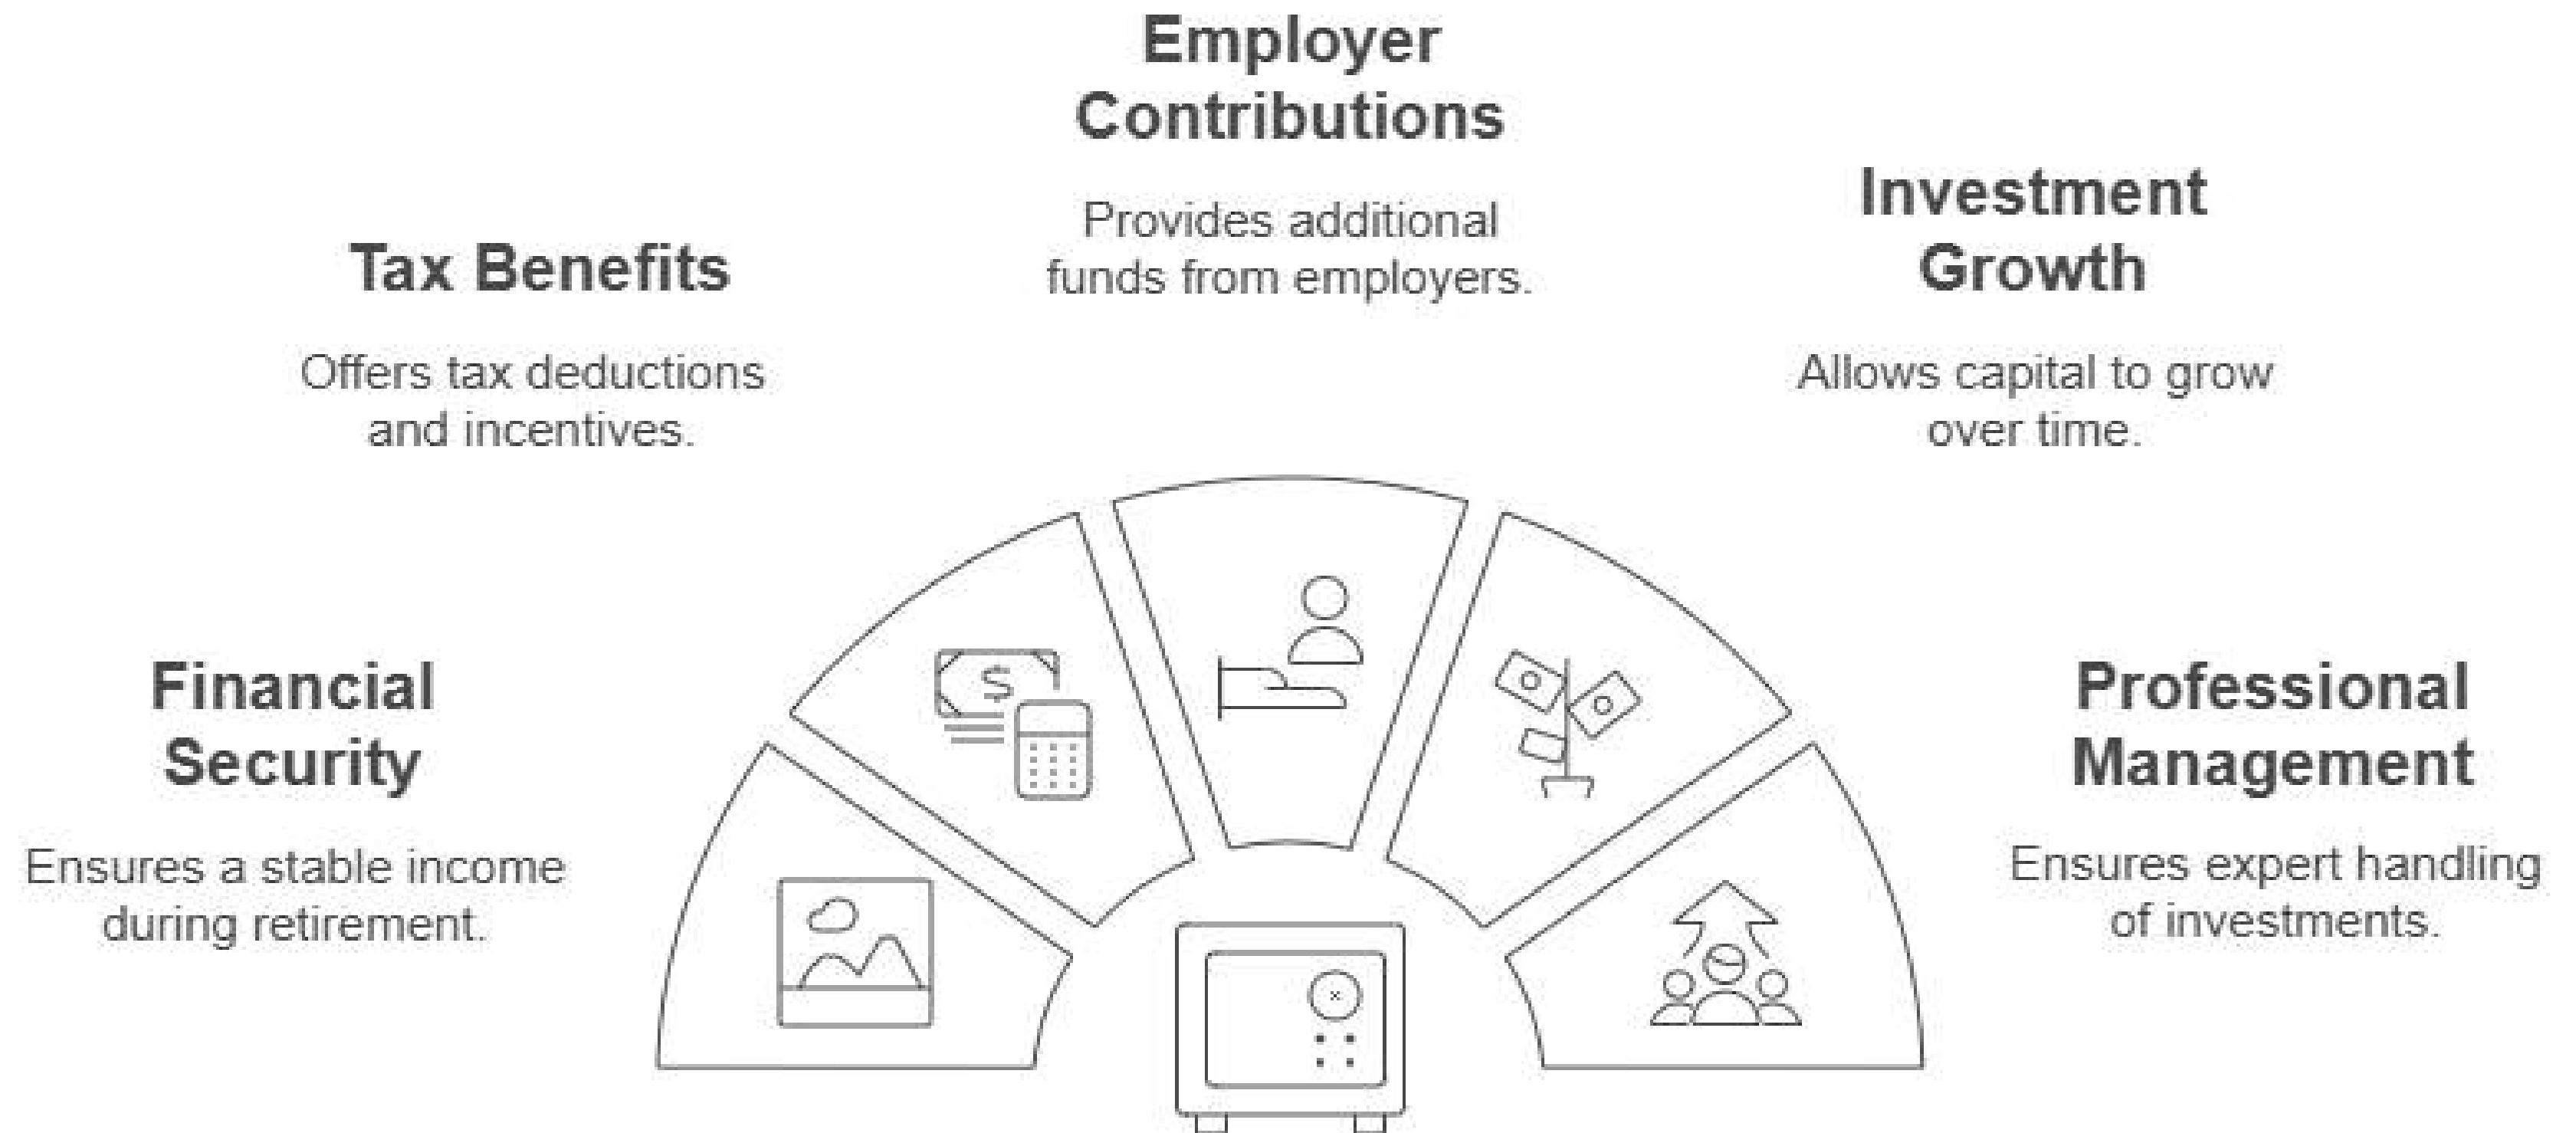 Employer
Contributions
Provides additional
funds from employers.
Investment
Growth
Allows capital to grow
over time.
Tax Benefits
Offers tax deductions
and incentives.
Financial
Security
Ensures a stable income
during retirement.
Professional
Management
Ensures expert handling
of investments.
$